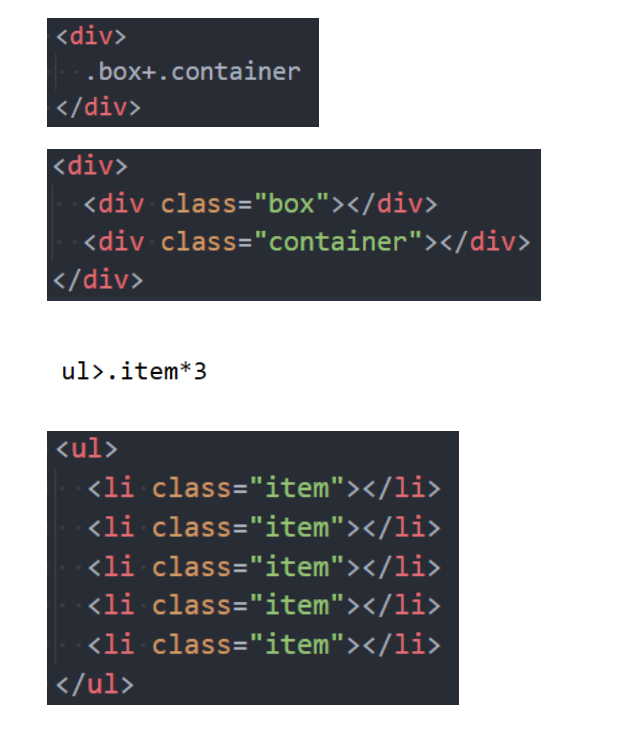 <div>
.box+.container
</div>
<div>
<div class="box"></div>
<div class="container"></div>
</div>
ul>.item*3
<ul>
<li class="item"></li>
<li class="item"></li>
<li class="item"></li>
<li class="item"></li>
<li class="item"></li>
</ul>